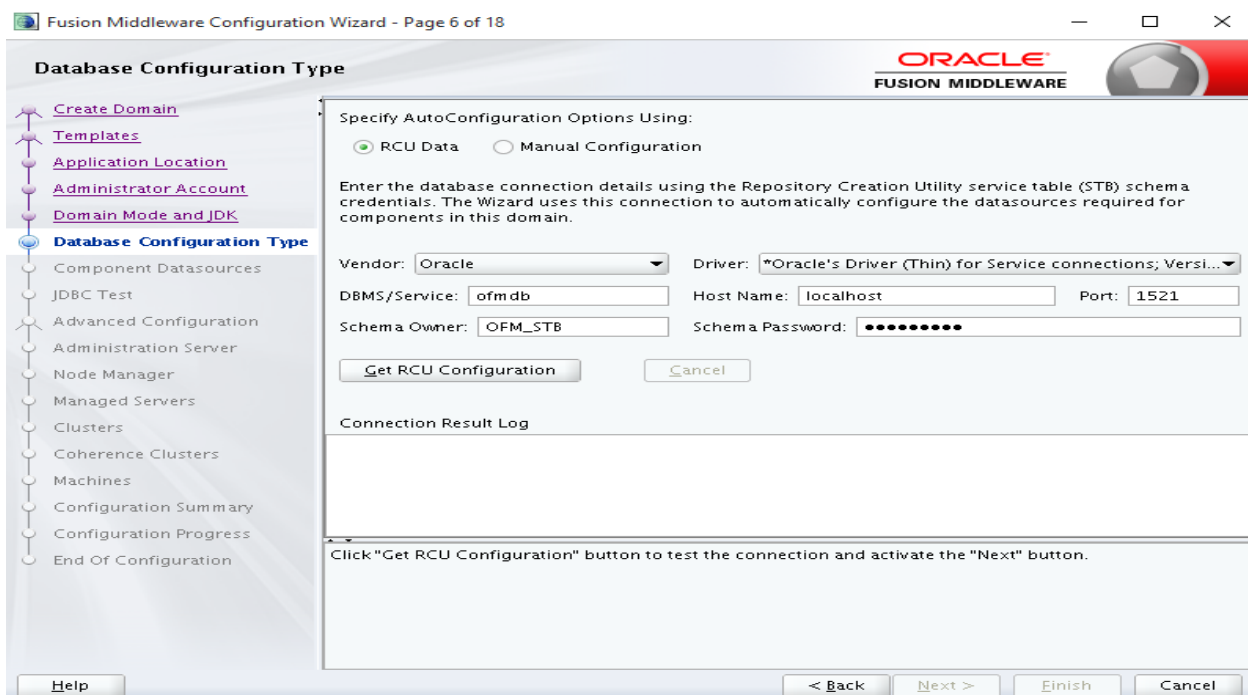 Fusion Middleware Configuration Wizard - Page 6 of 18
Database Configuration Type
ORACLE
FUSION MIDDLEWARE
Create Domain
Templates
Application Location
Administrator Account
Domain Mode and JDK
Database Configuration Type
Component Datasources
JDBC Test
Advanced Configuration
Administration Server
Node Manager
Managed Servers
Clusters
Coherence Clusters
Machines
Configuration Summary
Configuration Progress
End Of Configuration
Specify AutoConfiguration Options Using:
RCU Data Manual Configuration
Enter the database connection details using the Repository Creation Utility service table (STB) schema
credentials. The Wizard uses this connection to automatically configure the datasources required for
components in this domain.
Vendor: Oracle Driver: *Oracle's Driver (Thin) for Service connections; Versi...
DBMS/Service: ofmdb Host Name: localhost Port: 1521
Schema Owner: OFM_STB Schema Password: •••••••••
Get RCU Configuration Cancel
Connection Result Log
Click "Get RCU Configuration" button to test the connection and activate the "Next" button.
Help < Back Next > Finish Cancel